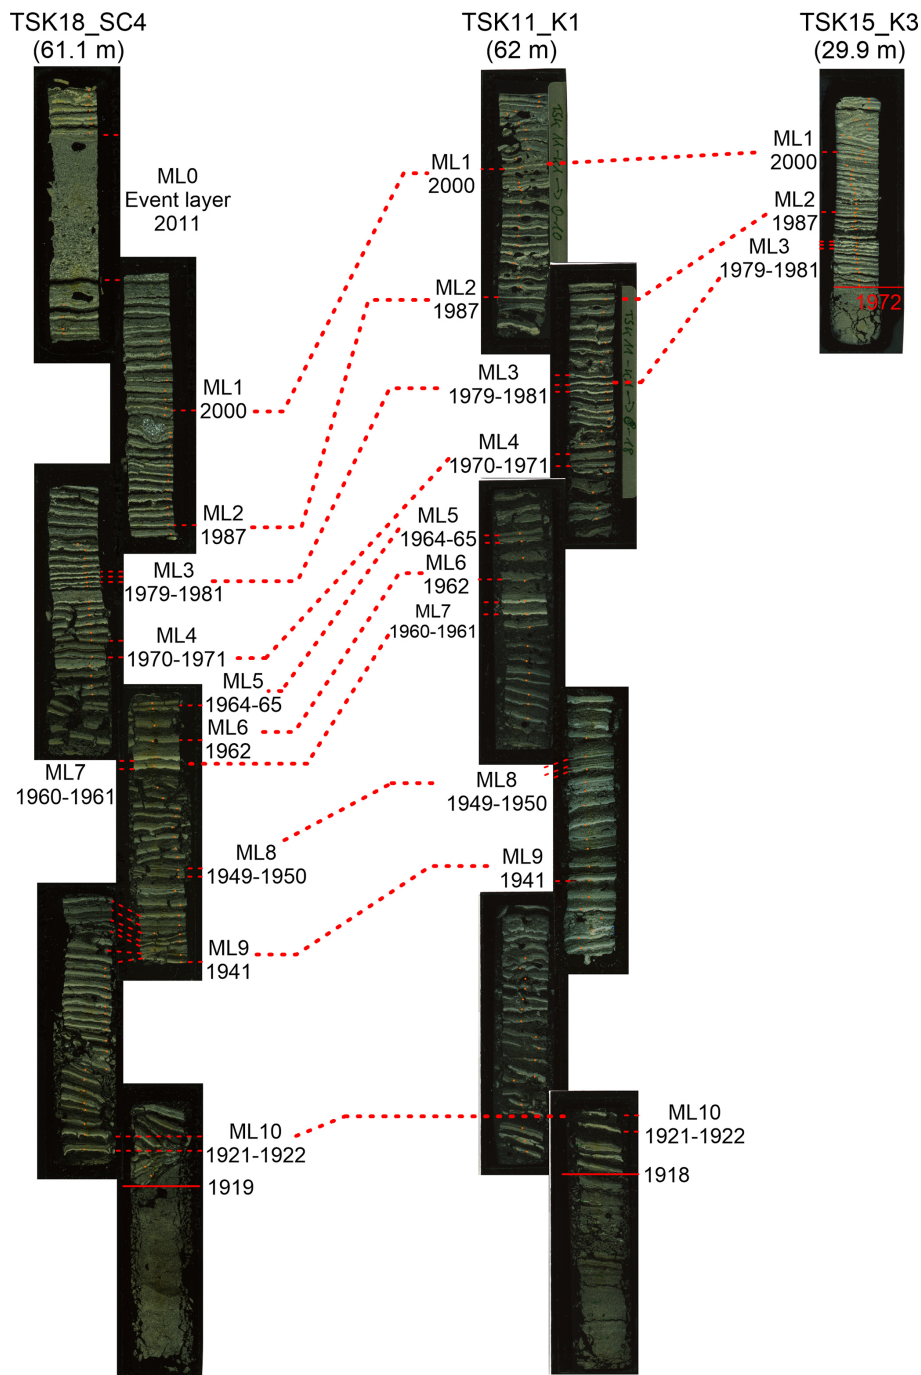 TSK18_SC4
(61.1 m)
TSK11_K1
(62 m)
TSK15_K3
(29.9 m)
ML0
Event layer
2011
ML1
2000
ML2
1987
ML3
1979-1981
ML4
1970-1971
ML5
1964-65
ML6
1962
ML7
1960-1961
ML8
1949-1950
ML9
1941
ML10
1921-1922
1919
ML1
2000
ML2
1987
ML3
1979-1981
ML4
1970-1971
ML5
1964-65
ML6
1962
ML7
1960-1961
ML8
1949-1950
ML9
1941
ML10
1921-1922
1918
ML1
2000
ML2
1987
ML3
1979-1981
1972